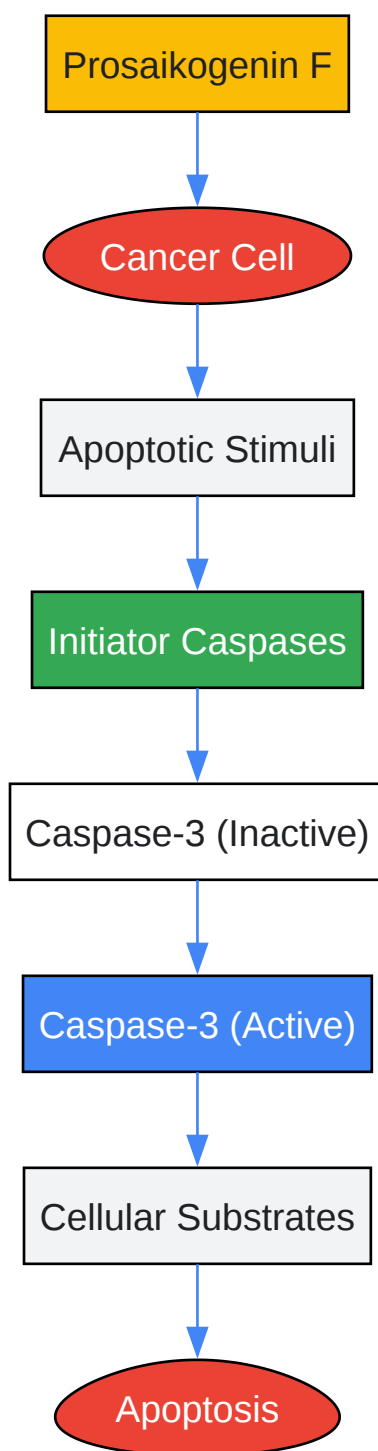 Prosaikogenin F
Cancer Cell
Apoptotic Stimuli
Initiator Caspases
Caspase-3 (Inactive)
Caspase-3 (Active)
Cellular Substrates
Apoptosis